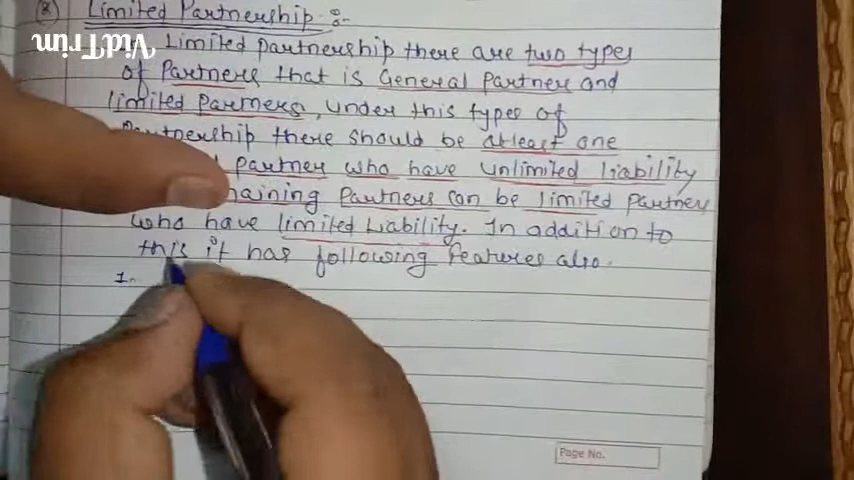 (8) Limited Partnership :-
VidTrim
Limited partnership there are two types
of Partners that is General Partners and
limited Partners, under this types of
Partnership there should be atleast one
partner who have unlimited liability
Partners can be limited Partner
who have limited Liability. In addition to
this it has following features also.
1.
Page No.